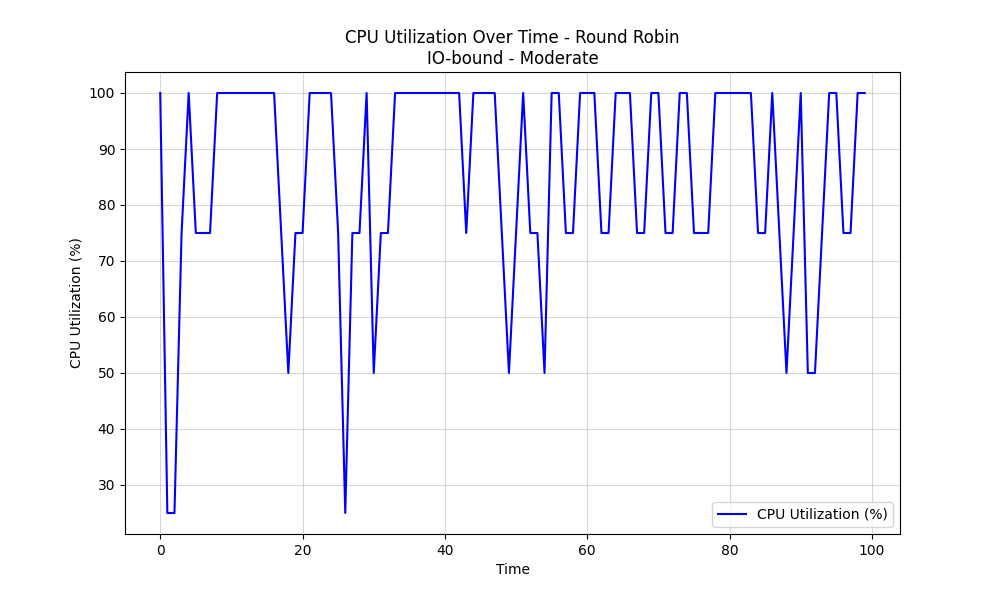 CPU Utilization Over Time - Round Robin
IO-bound - Moderate
CPU Utilization (%)
100
90
80
70
60
50
40
30
0
20
40
60
80
100
Time
CPU Utilization (%)